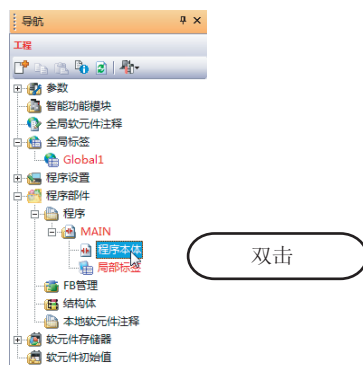 导航
工程
参数
智能功能模块
全局软元件注释
全局标签
Global1
程序设置
程序部件
程序
MAIN
程序本体
局部标签
双击
FB管理
结构体
本地软元件注释
软元件存储器
软元件初始值